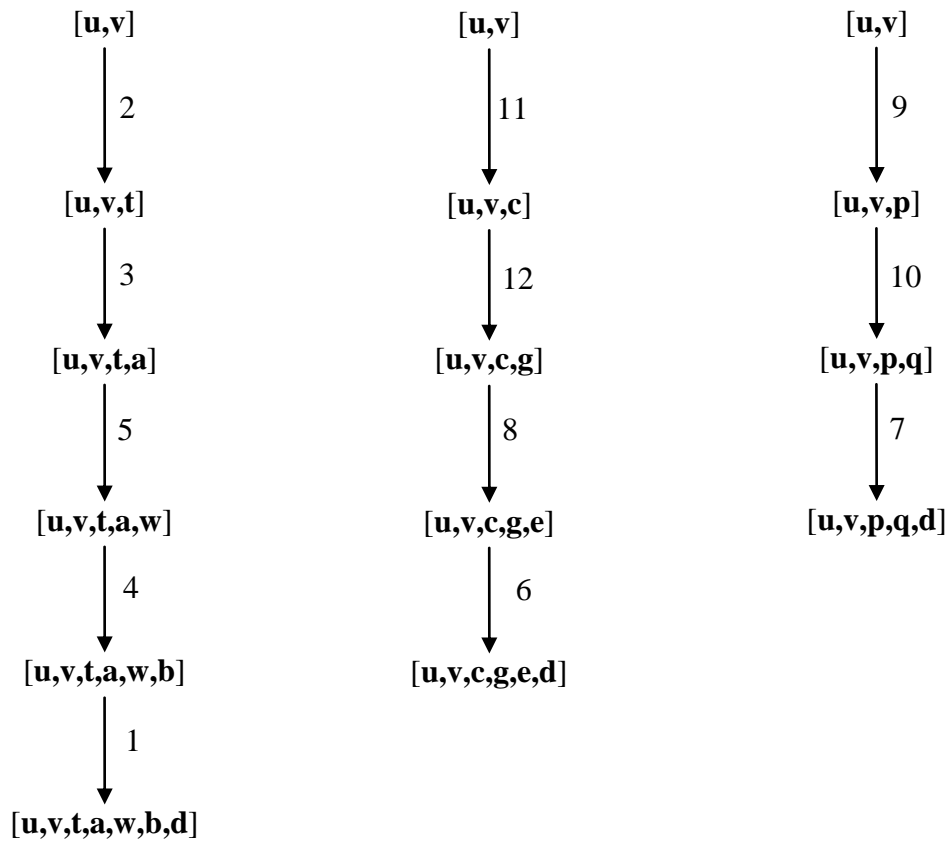 [u,v] [u,v] [u,v]
2 11 9
[u,v,t] [u,v,c] [u,v,p]
3 12 10
[u,v,t,a] [u,v,c,g] [u,v,p,q]
5 8 7
[u,v,t,a,w] [u,v,c,g,e] [u,v,p,q,d]
4 6
[u,v,t,a,w,b] [u,v,c,g,e,d]
1
[u,v,t,a,w,b,d]